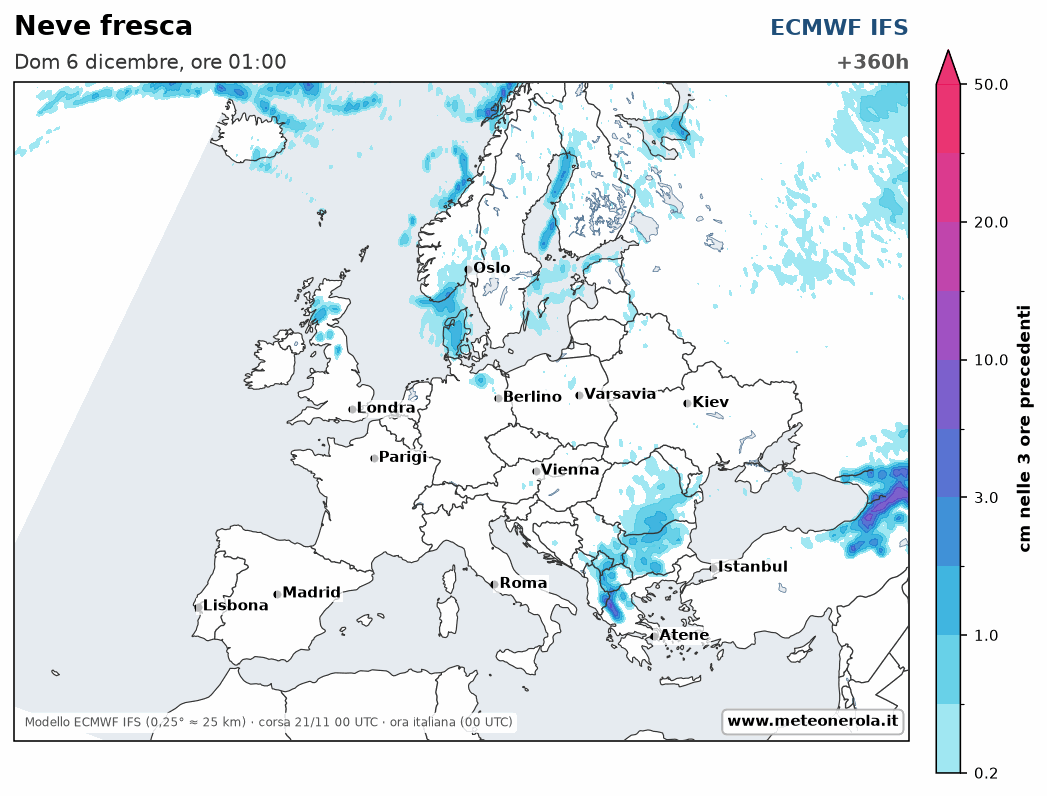 Neve fresca
ECMWF IFS
Dom 6 dicembre, ore 01:00
+360h
50.0
20.0
10.0
3.0
1.0
0.2
cm nelle 3 ore precedenti
Oslo
Berlino
Varsavia
Kiev
Londra
Parigi
Vienna
Istanbul
Roma
Madrid
Lisbona
Atene
Modello ECMWF IFS (0,25° ≈ 25 km) · corsa 21/11 00 UTC · ora italiana (00 UTC)
www.meteonerola.it